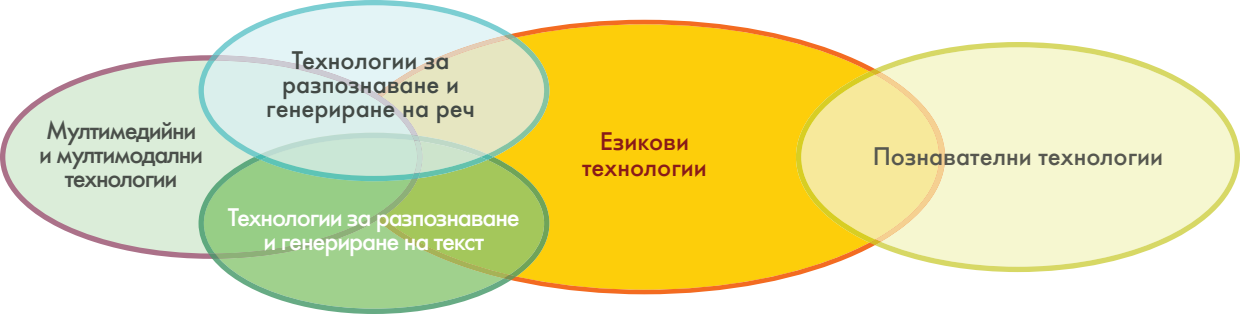 Технологии за
разпознаване и
генериране на реч
Мултимедийни
и мултимодални
технологии
Езикови
технологии
Познавателни технологии
Технологии за разпознаване
и генериране на текст